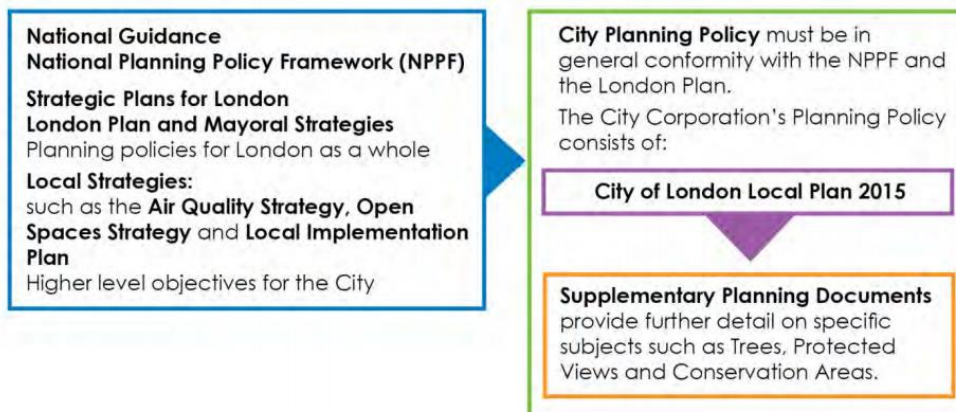 National Guidance
National Planning Policy Framework (NPPF)
Strategic Plans for London
London Plan and Mayoral Strategies
Planning policies for London as a whole
Local Strategies:
such as the Air Quality Strategy, Open
Spaces Strategy and Local Implementation
Plan
Higher level objectives for the City
City Planning Policy must be in
general conformity with the NPPF and
the London Plan.
The City Corporation's Planning Policy
consists of:
City of London Local Plan 2015
Supplementary Planning Documents
provide further detail on specific
subjects such as Trees, Protected
Views and Conservation Areas.